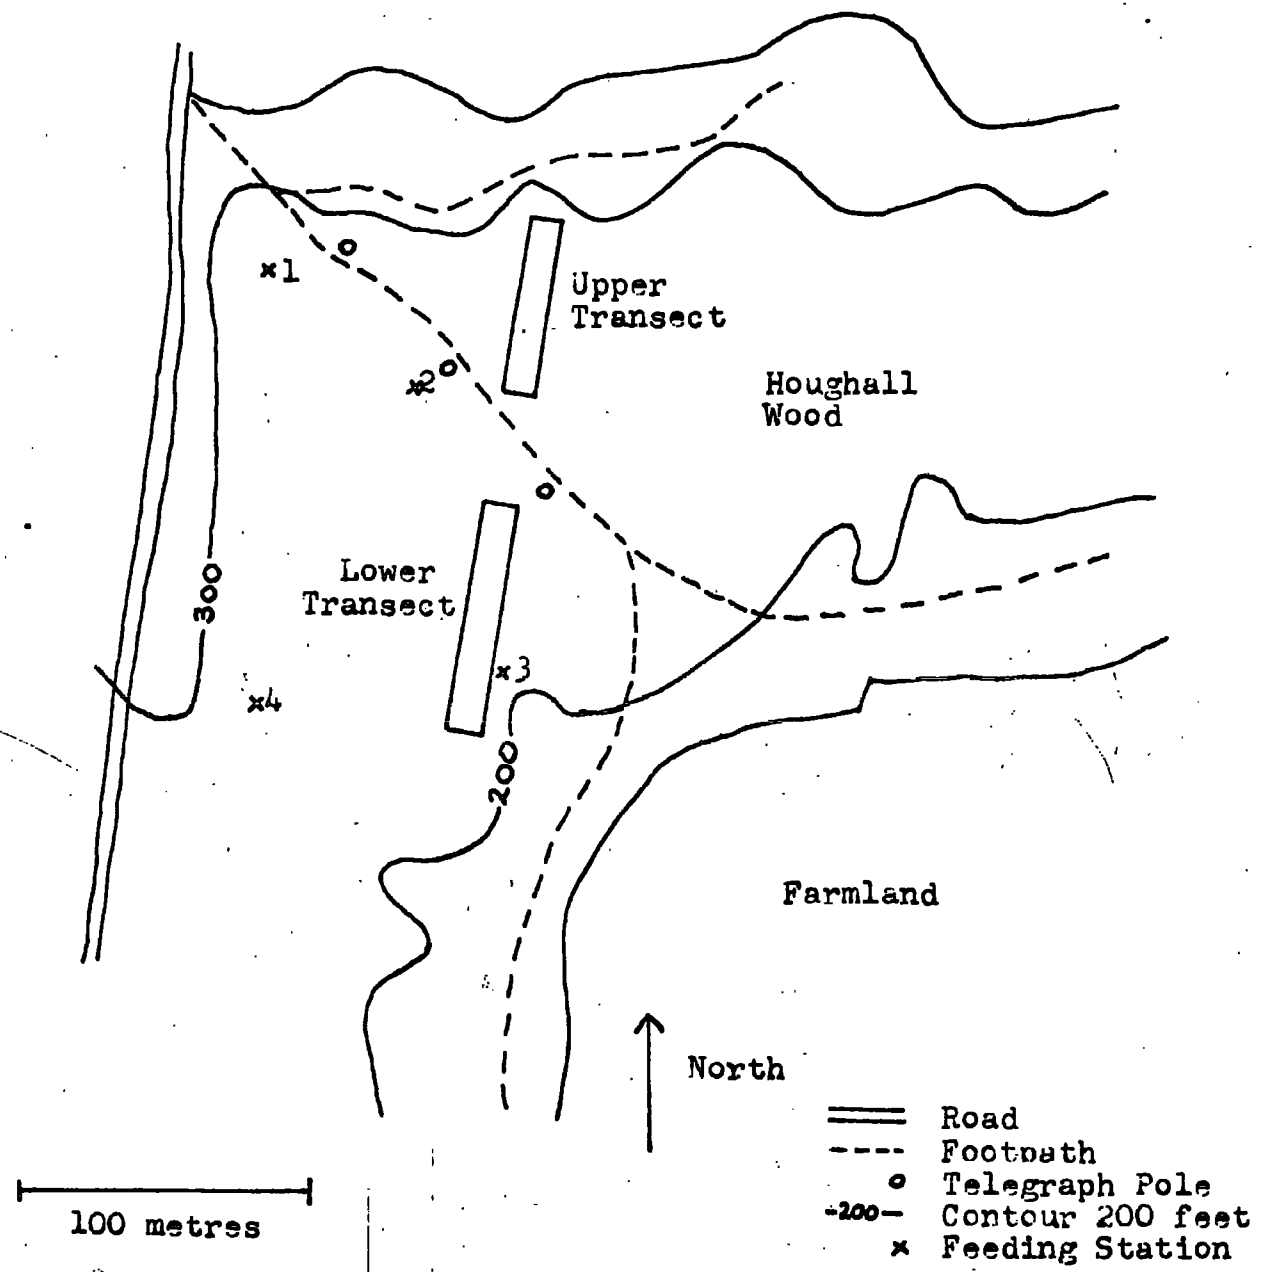 x1
Upper
Transect
x2
Houghall
Wood
Lower
Transect
300
x3
x4
200
Farmland
North
Road
Footpath
Telegraph Pole
-200- Contour 200 feet
x Feeding Station
100 metres